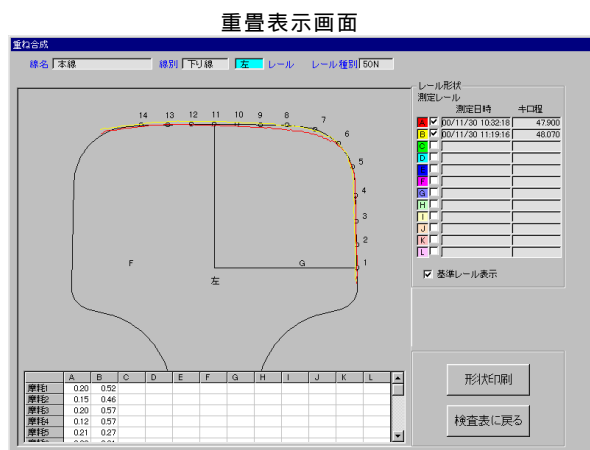 重畳表示画面
重ね合成
線名 本線 線別 下り線 左 レール レール種別 50N
レール形状
測定レール
測定日時 キロ程
A 00/11/30 10:32:18 47.900
B 00/11/30 11:19:16 48.070
C
D
F
G
H
I
J
K
L
基準レール表示
14 13 12 11 10 9 8 7
6
5
4
3
2
F G 1
左
A B C D E F G H I J K L
摩耗1 0.20 0.52
摩耗2 0.15 0.46
摩耗3 0.20 0.57
摩耗4 0.12 0.57
摩耗5 0.21 0.27
形状印刷
検査表に戻る